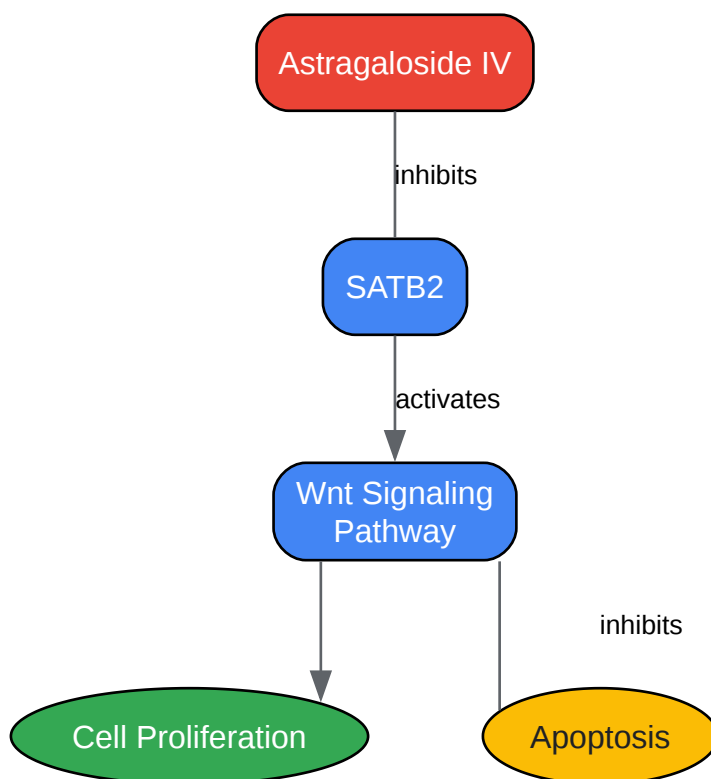 Astragaloside IV
inhibits
SATB2
activates
Wnt Signaling
Pathway
inhibits
Cell Proliferation
Apoptosis